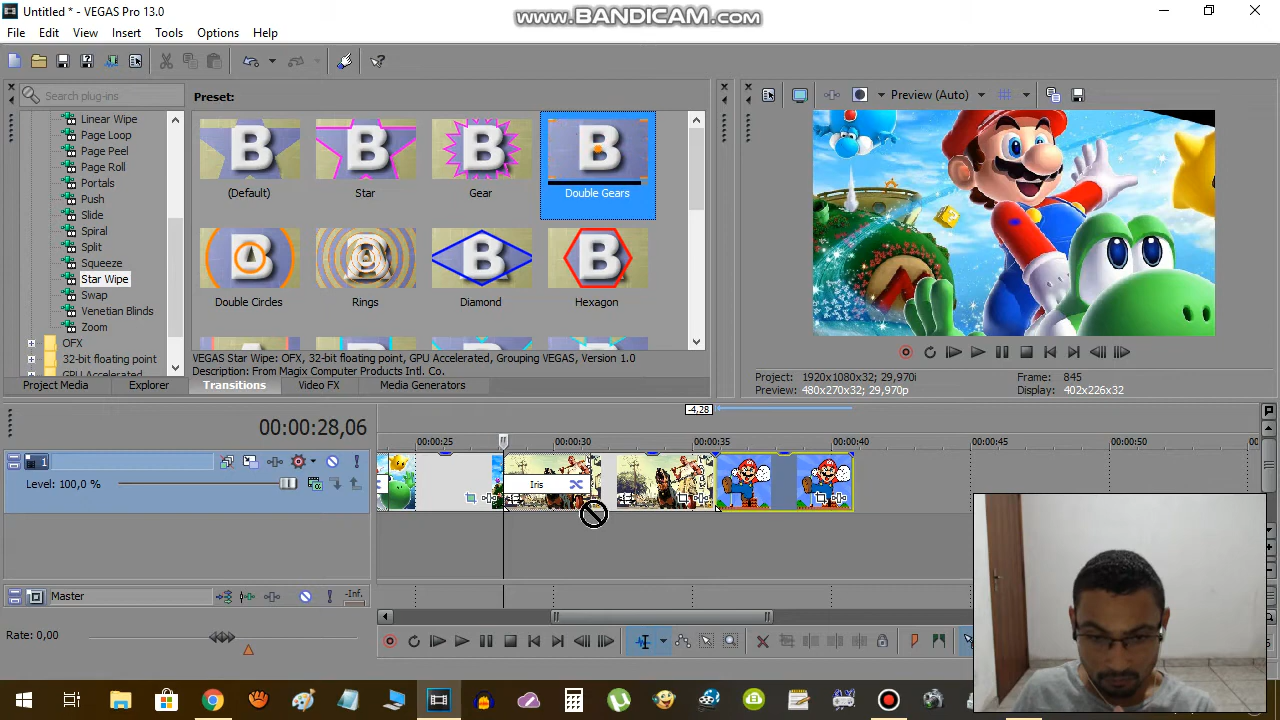 Untitled * - VEGAS Pro 13.0
www.BANDICAM.com
File Edit View Insert Tools Options Help
Search plug-ins
Preset:
Preview (Auto)
Linear Wipe
Page Loop
Page Peel
Page Roll
Portals
Push
Slide
Spiral
Split
Squeeze
Star Wipe
Swap
Venetian Blinds
Zoom
OFX
32-bit floating point
GPU Accelerated
(Default) Star Gear Double Gears
Double Circles Rings Diamond Hexagon
VEGAS Star Wipe: OFX, 32-bit floating point, GPU Accelerated, Grouping VEGAS, Version 1.0
Description: From Magix Computer Products Intl. Co.
Project Media Explorer Transitions Video FX Media Generators
Project: 1920x1080x32; 29,970i Frame: 845
Preview: 480x270x32; 29,970p Display: 402x226x32
00:00:28,06
-4,28
00:00:25 00:00:30 00:00:35 00:00:40 00:00:45 00:00:50
1
Level: 100,0 %
Iris
Master
-Inf.
Rate: 0,00